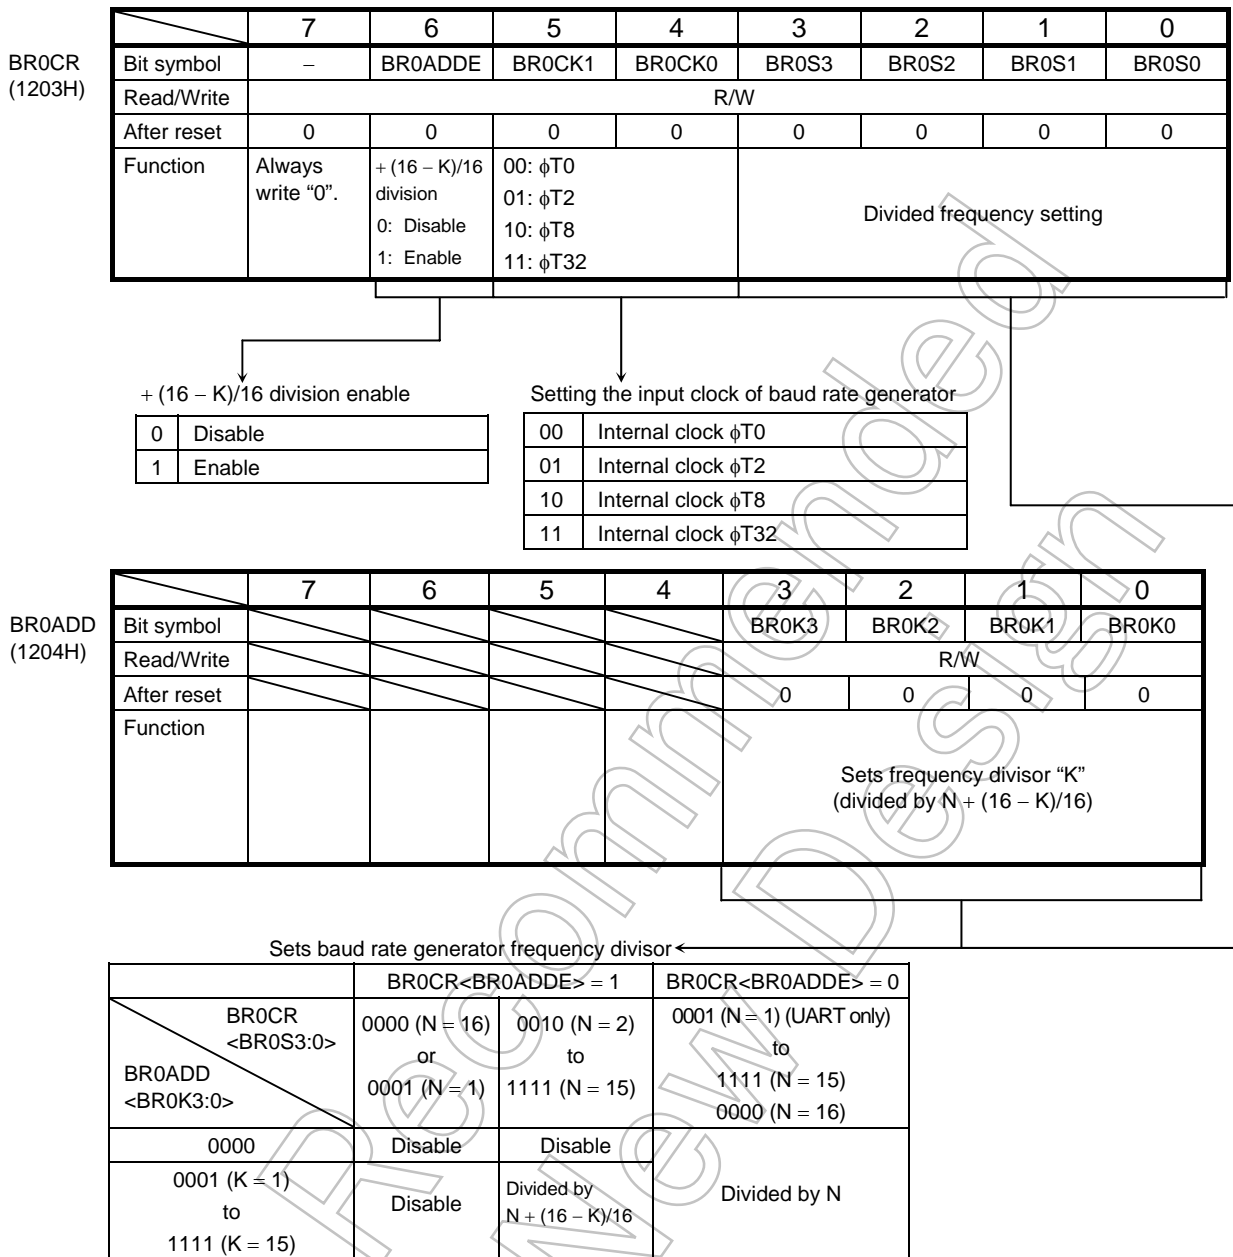 7 6 5 4 3 2 1 0
BR0CR
(1203H)
Bit symbol – BR0ADDE BR0CK1 BR0CK0 BR0S3 BR0S2 BR0S1 BR0S0
Read/Write R/W
After reset 0 0 0 0 0 0 0 0
Function
Always
write “0”.
+ (16 − K)/16
division
0: Disable
1: Enable
00: ϕT0
01: ϕT2
10: ϕT8
11: ϕT32
Divided frequency setting
+ (16 − K)/16 division enable
0 Disable
1 Enable
Setting the input clock of baud rate generator
00 Internal clock ϕT0
01 Internal clock ϕT2
10 Internal clock ϕT8
11 Internal clock ϕT32
7 6 5 4 3 2 1 0
BR0ADD
(1204H)
Bit symbol BR0K3 BR0K2 BR0K1 BR0K0
Read/Write R/W
After reset 0 0 0 0
Function
Sets frequency divisor “K”
(divided by N + (16 − K)/16)
Sets baud rate generator frequency divisor
BR0CR<BR0ADDE> = 1 BR0CR<BR0ADDE> = 0
BR0CR
<BR0S3:0>
BR0ADD
<BR0K3:0>
0000 (N = 16)
or
0001 (N = 1)
0010 (N = 2)
to
1111 (N = 15)
0001 (N = 1) (UART only)
to
1111 (N = 15)
0000 (N = 16)
0000 Disable Disable
0001 (K = 1)
to
1111 (K = 15)
Disable
Divided by
N + (16 − K)/16
Divided by N
Recommended
New Design